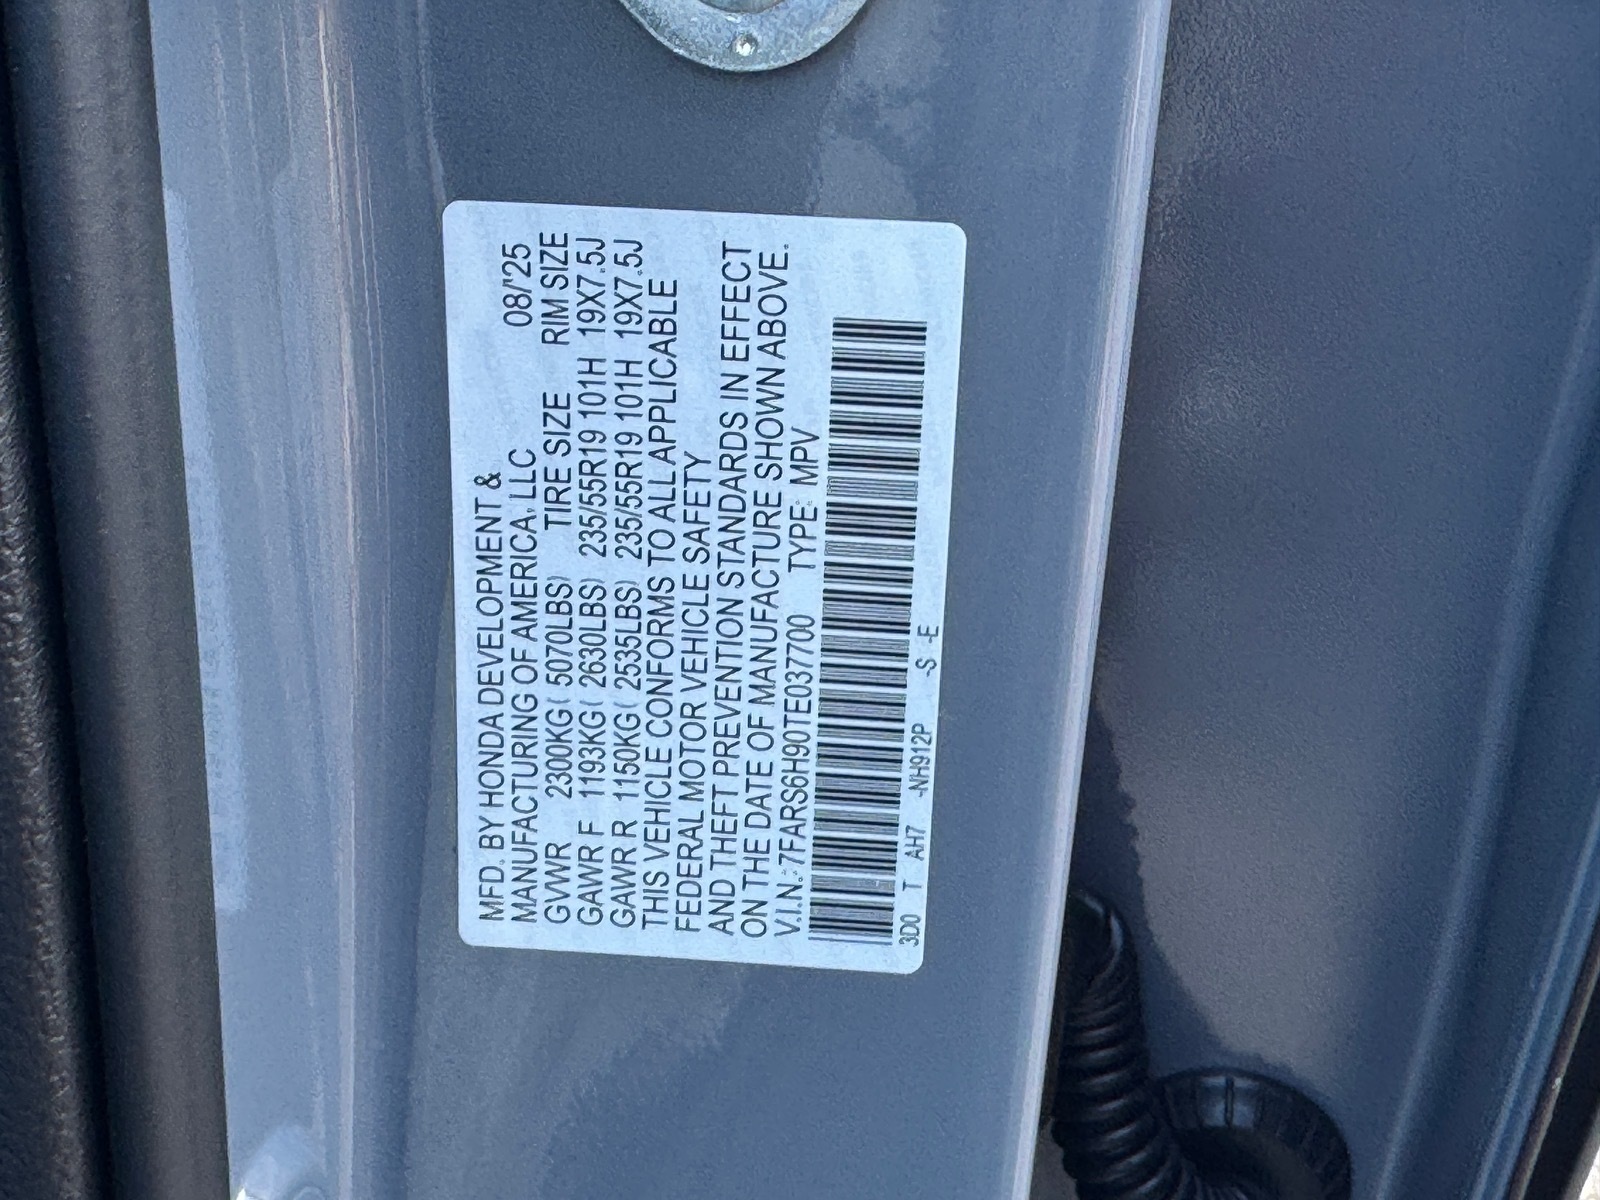 MFD. BY HONDA DEVELOPMENT &
MANUFACTURING OF AMERICA, LLC 08/'25
GVWR 2300KG( 5070LBS) TIRE SIZE RIM SIZE
GAWR F 1193KG( 2630LBS) 235/55R19 101H 19X7.5J
GAWR R 1150KG( 2535LBS) 235/55R19 101H 19X7.5J
THIS VEHICLE CONFORMS TO ALL APPLICABLE
FEDERAL MOTOR VEHICLE SAFETY
AND THEFT PREVENTION STANDARDS IN EFFECT
ON THE DATE OF MANUFACTURE SHOWN ABOVE.
V.I.N.:7FARS6H90TE037700 TYPE: MPV
3D0 T AH7 -NH912P -S -E